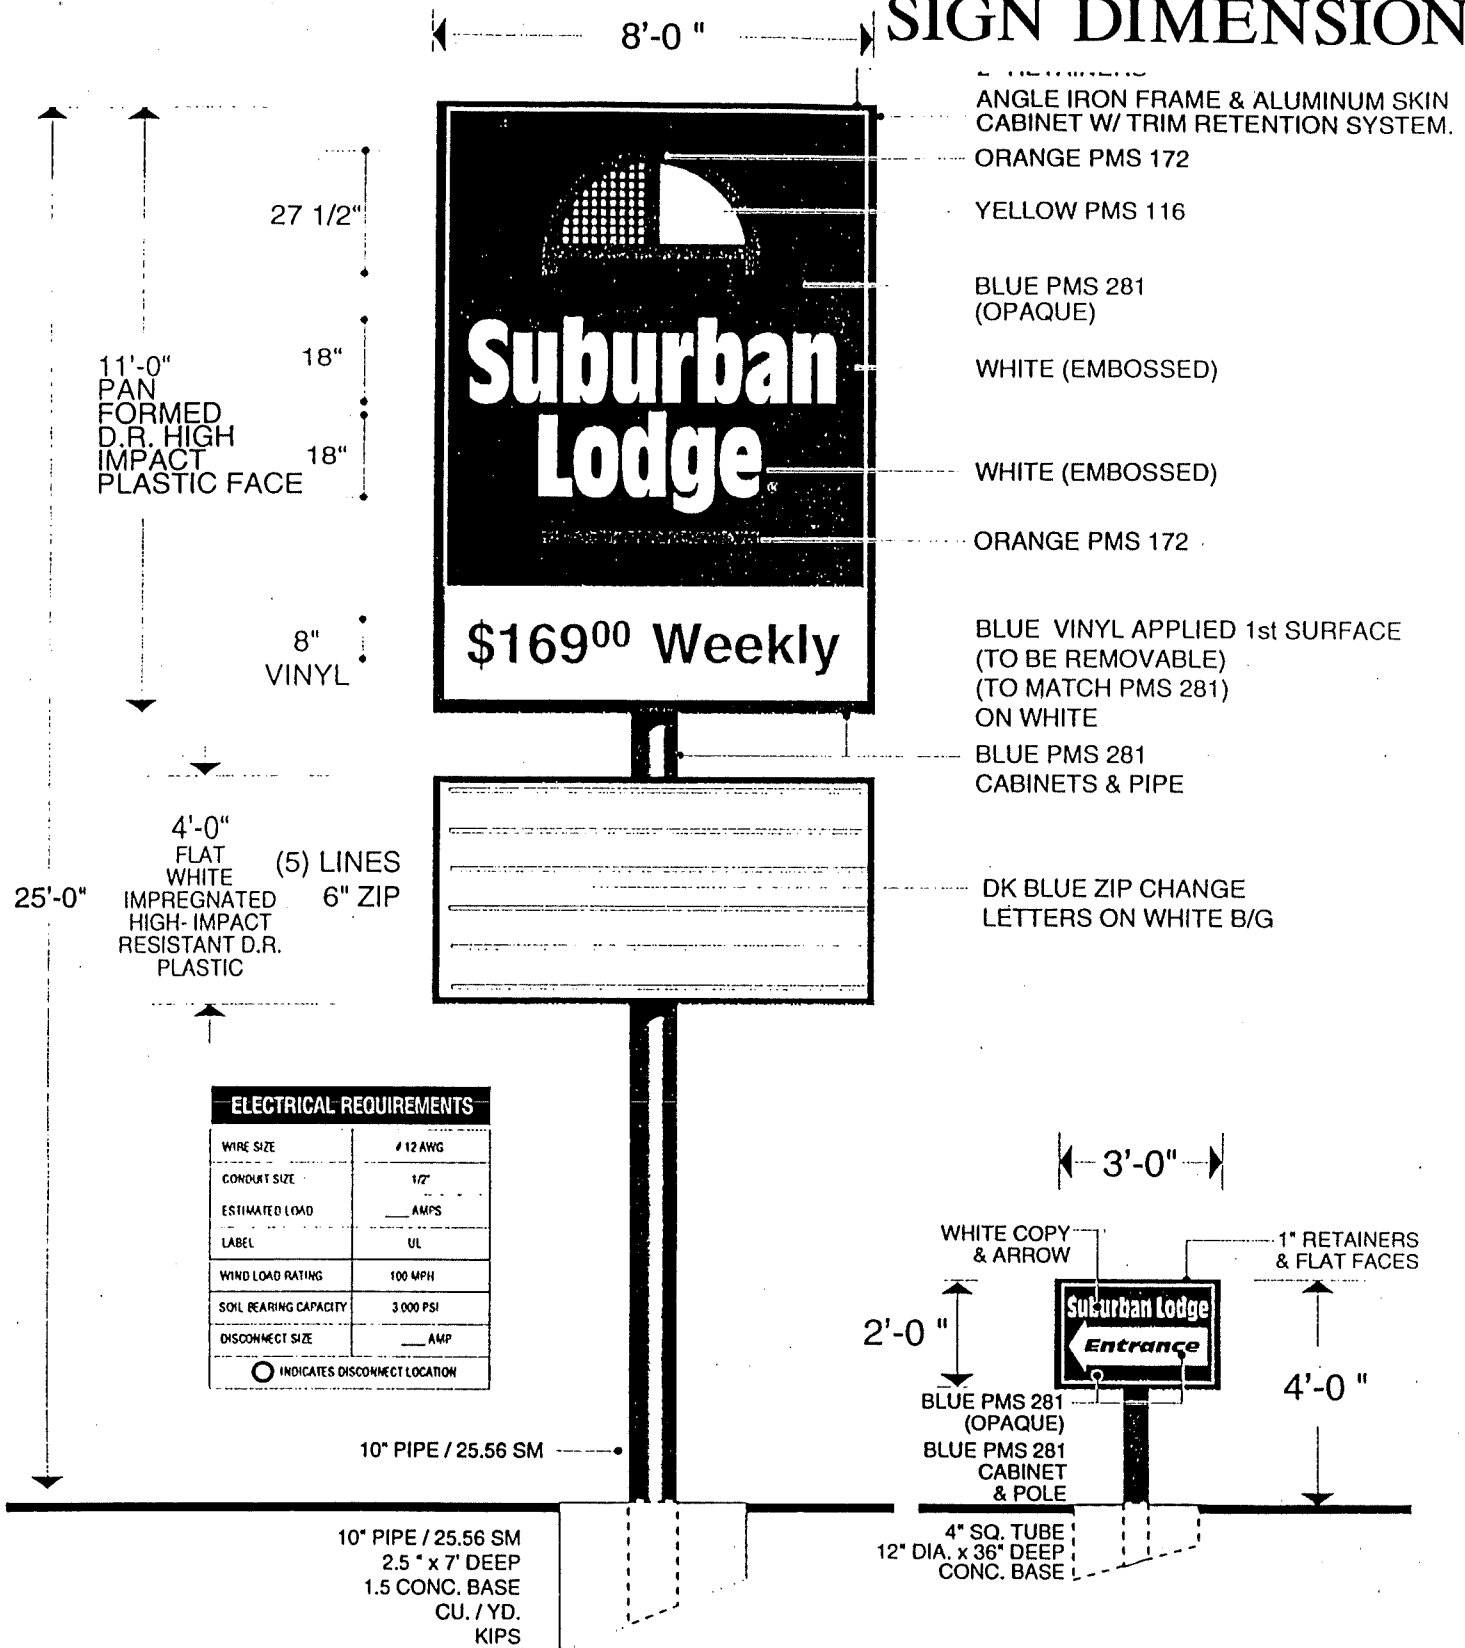 SIGN DIMENSION
8'-0 "
2" RETAINERS
ANGLE IRON FRAME & ALUMINUM SKIN
CABINET W/ TRIM RETENTION SYSTEM.
ORANGE PMS 172
27 1/2"
YELLOW PMS 116
BLUE PMS 281
(OPAQUE)
Suburban
Lodge®
18"
18"
11'-0"
PAN
FORMED
D.R. HIGH
IMPACT
PLASTIC FACE
WHITE (EMBOSSED)
WHITE (EMBOSSED)
ORANGE PMS 172
$169⁰⁰ Weekly
8"
VINYL
BLUE VINYL APPLIED 1st SURFACE
(TO BE REMOVABLE)
(TO MATCH PMS 281)
ON WHITE
BLUE PMS 281
CABINETS & PIPE
25'-0"
4'-0"
FLAT
WHITE
IMPREGNATED
HIGH- IMPACT
RESISTANT D.R.
PLASTIC
(5) LINES
6" ZIP
DK BLUE ZIP CHANGE
LETTERS ON WHITE B/G
ELECTRICAL REQUIREMENTS
WIRE SIZE # 12 AWG
CONDUIT SIZE 1/2"
ESTIMATED LOAD ___ AMPS
LABEL UL
WIND LOAD RATING 100 MPH
SOIL BEARING CAPACITY 3 000 PSI
DISCONNECT SIZE ___ AMP
INDICATES DISCONNECT LOCATION
10" PIPE / 25.56 SM
10" PIPE / 25.56 SM
2.5 " x 7' DEEP
1.5 CONC. BASE
CU. / YD.
KIPS
3'-0"
WHITE COPY
& ARROW
1" RETAINERS
& FLAT FACES
Suburban Lodge
Entrance
2'-0 "
4'-0 "
BLUE PMS 281
(OPAQUE)
BLUE PMS 281
CABINET
& POLE
4" SQ. TUBE
12" DIA. x 36" DEEP
CONC. BASE